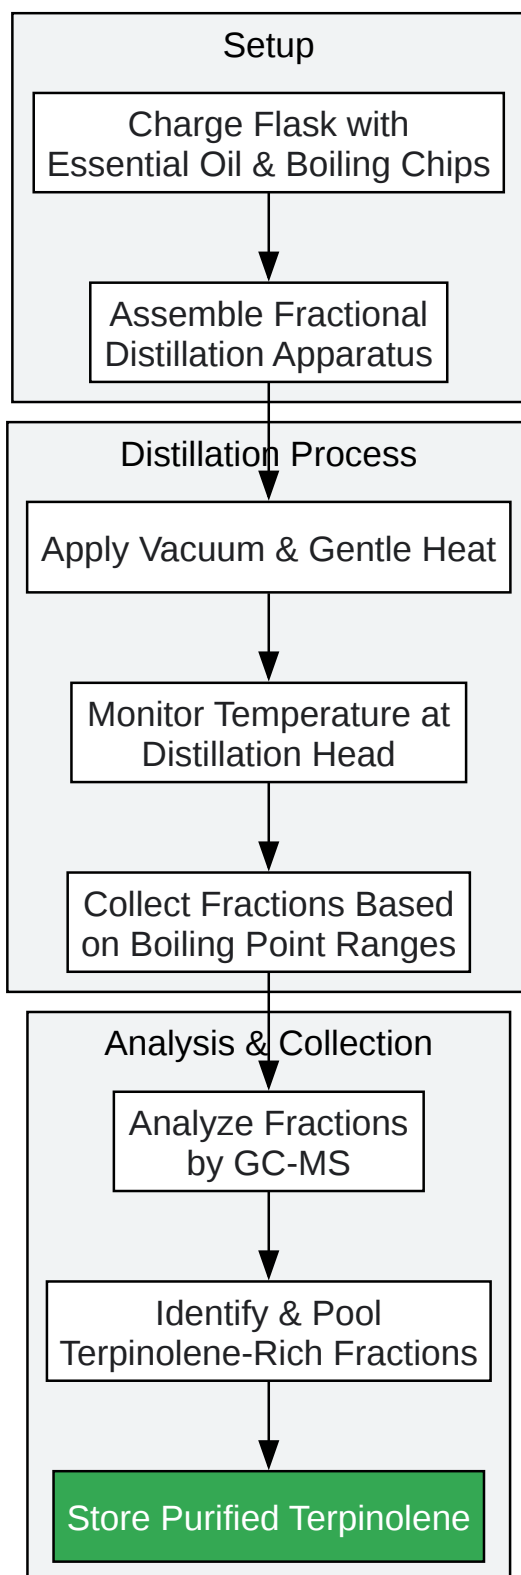 Setup
Charge Flask with
Essential Oil & Boiling Chips
Assemble Fractional
Distillation Apparatus
Distillation Process
Apply Vacuum & Gentle Heat
Monitor Temperature at
Distillation Head
Collect Fractions Based
on Boiling Point Ranges
Analysis & Collection
Analyze Fractions
by GC-MS
Identify & Pool
Terpinolene-Rich Fractions
Store Purified Terpinolene